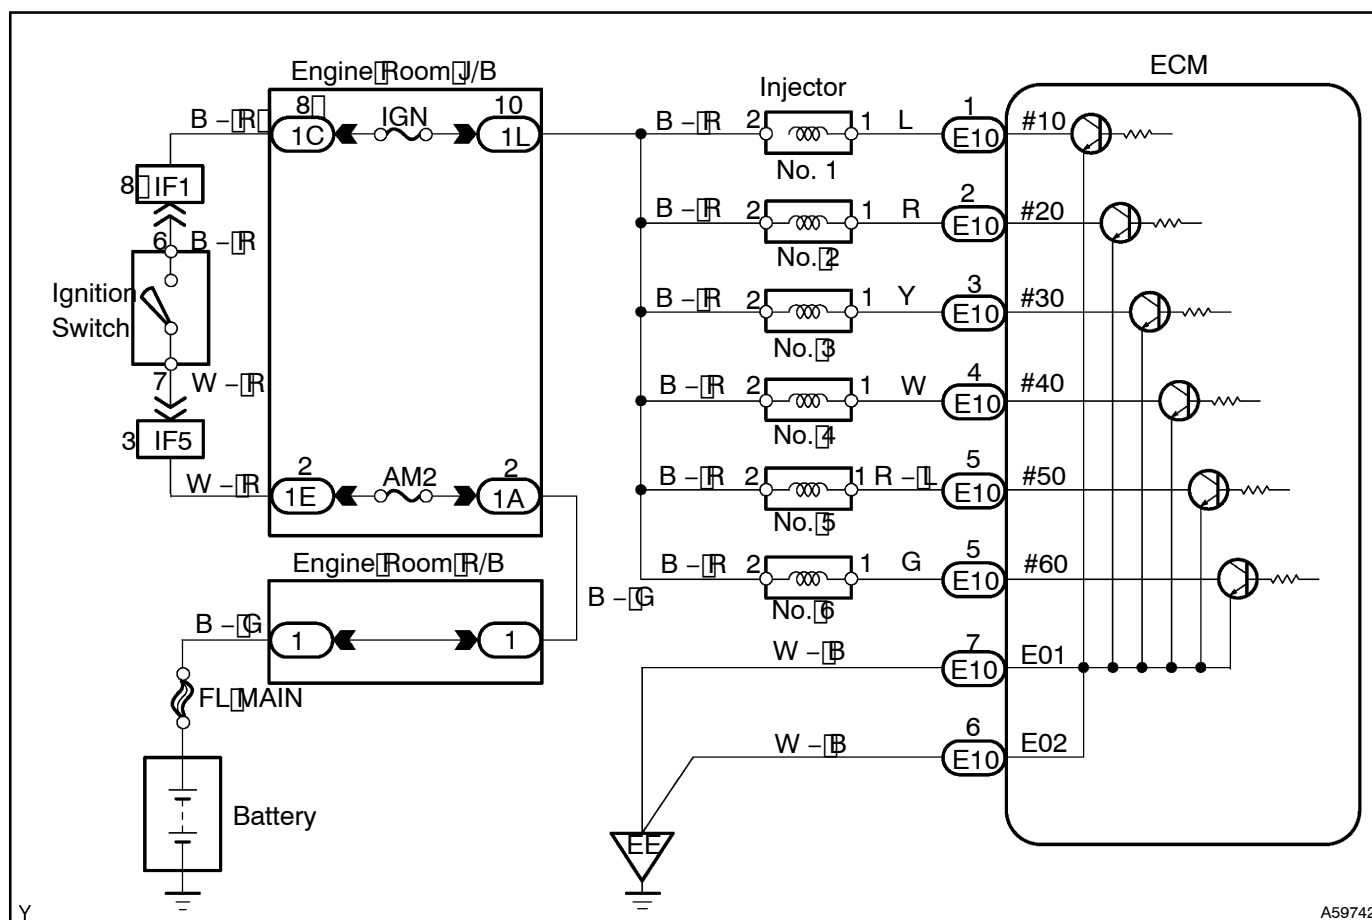 Engine Room J/B
Injector
ECM
B – R
8
1C
IGN
10
1L
B – R
2
1
L
1
E10
#10
No. 1
8
IF1
6
B – R
Ignition
Switch
7
W – R
3
IF5
B – R
2
1
R
2
E10
#20
No. 2
B – R
2
1
Y
3
E10
#30
No. 3
B – R
2
1
W
4
E10
#40
No. 4
W – R
2
1E
AM2
2
1A
B – R
2
1
R – L
5
E10
#50
No. 5
Engine Room R/B
B – R
2
1
G
5
E10
#60
No. 6
B – G
B – G
1
1
W – B
7
E10
E01
FL MAIN
W – B
6
E10
E02
Battery
EE
Y
A59742